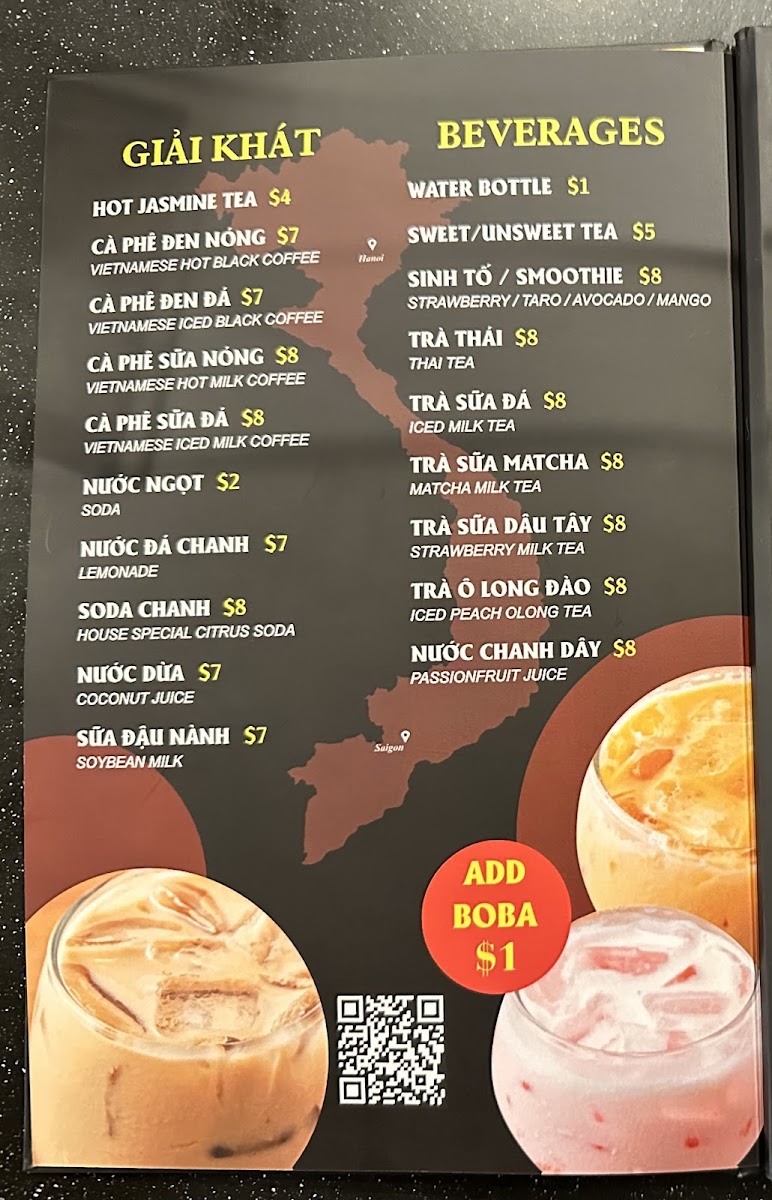 GIẢI KHÁT
HOT JASMINE TEA $4
CÀ PHÊ ĐEN NÓNG $7
VIETNAMESE HOT BLACK COFFEE
CÀ PHÊ ĐEN ĐÁ $7
VIETNAMESE ICED BLACK COFFEE
CÀ PHÊ SỮA NÓNG $8
VIETNAMESE HOT MILK COFFEE
CÀ PHÊ SỮA ĐÁ $8
VIETNAMESE ICED MILK COFFEE
NƯỚC NGỌT $2
SODA
NƯỚC ĐÁ CHANH $7
LEMONADE
SODA CHANH $8
HOUSE SPECIAL CITRUS SODA
NƯỚC DỪA $7
COCONUT JUICE
SỮA ĐẬU NÀNH $7
SOYBEAN MILK
Hanoi
Saigon
BEVERAGES
WATER BOTTLE $1
SWEET/UNSWEET TEA $5
SINH TỐ / SMOOTHIE $8
STRAWBERRY / TARO / AVOCADO / MANGO
TRÀ THÁI $8
THAI TEA
TRÀ SỮA ĐÁ $8
ICED MILK TEA
TRÀ SỮA MATCHA $8
MATCHA MILK TEA
TRÀ SỮA DÂU TÂY $8
STRAWBERRY MILK TEA
TRÀ Ô LONG ĐÀO $8
ICED PEACH OLONG TEA
NƯỚC CHANH DÂY $8
PASSIONFRUIT JUICE
ADD
BOBA
$1